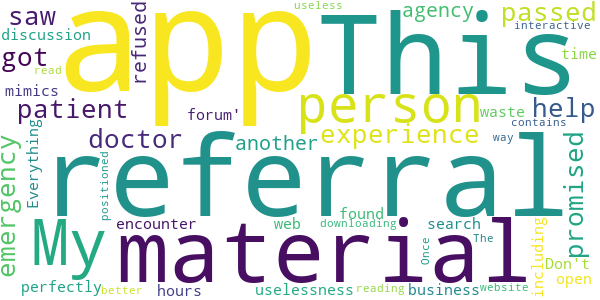 useless
saw
app
This
agency
passed
discussion
refused
interactive
got
read
person
time
mimics
forum'
waste
help
patient
contains
way
doctor
another
experience
emergency
Everything
referral
promised
positioned
My
material
encounter
found
web
downloading
search
Once
The
including
Don't
perfectly
better
hours
uselessness
reading
business
website
open